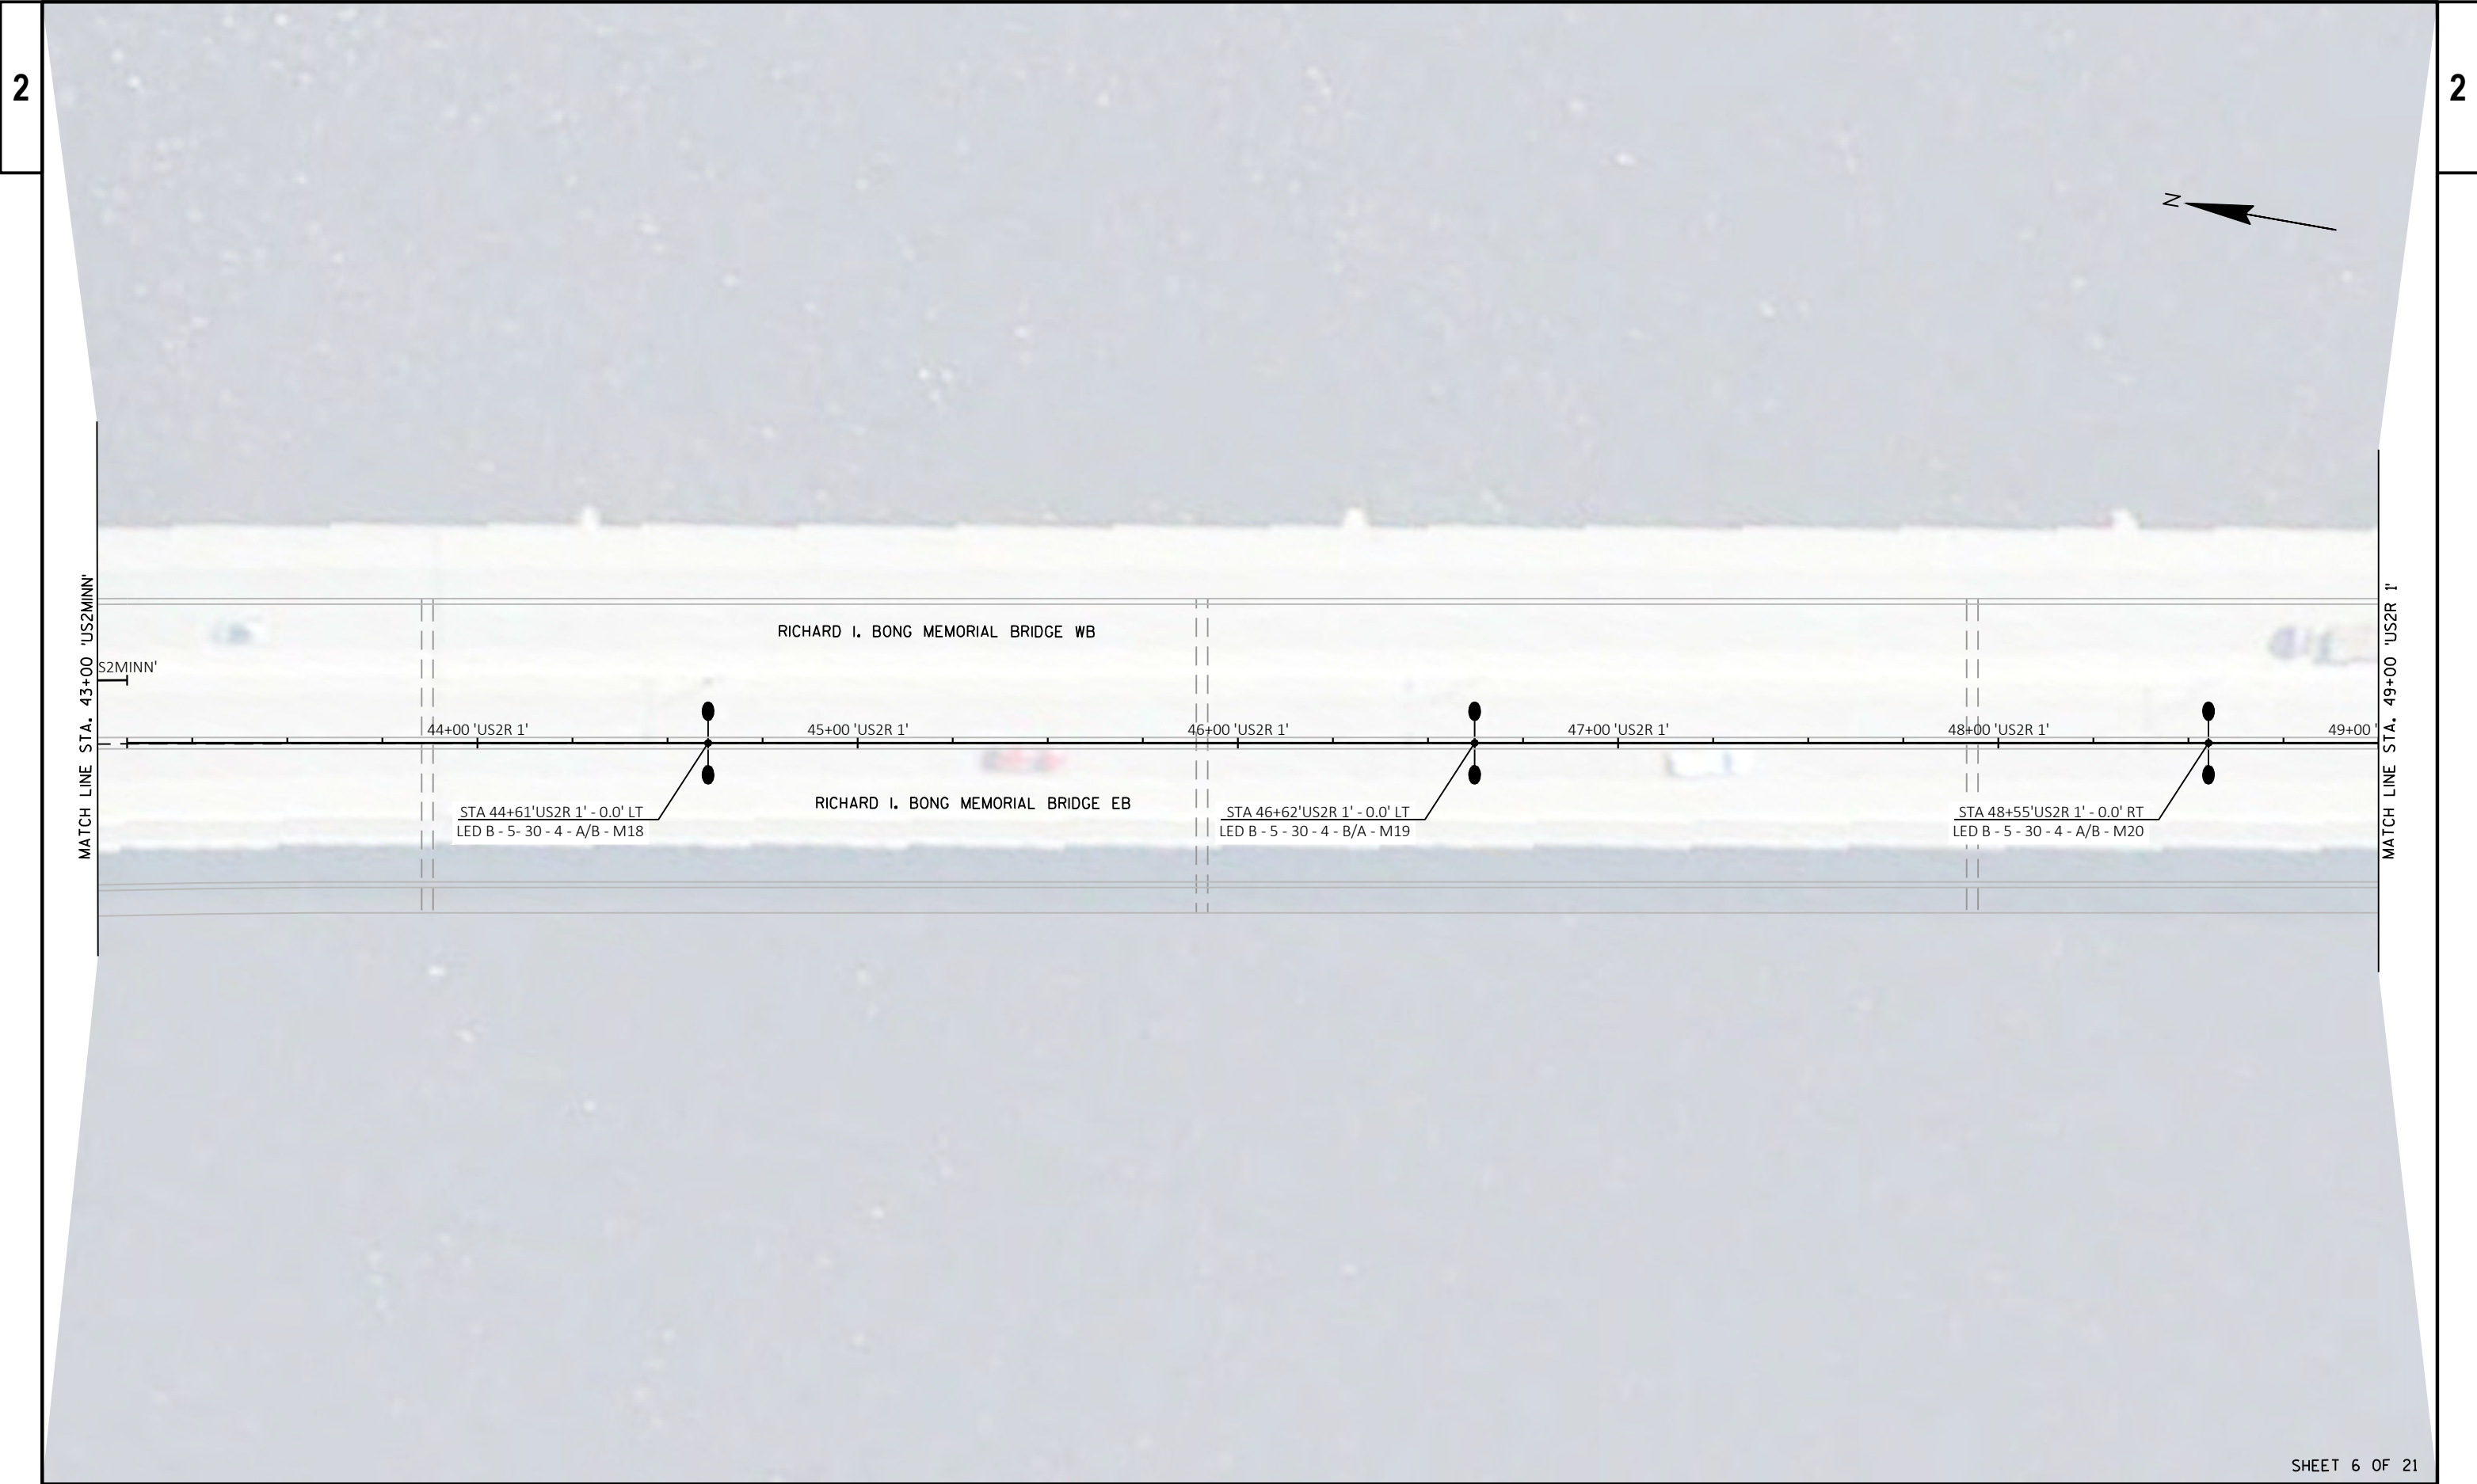 2
2
N
RICHARD I. BONG MEMORIAL BRIDGE WB
MATCH LINE STA. 43+00 'US2MINN'
S2MINN'
44+00 'US2R 1'
45+00 'US2R 1'
46+00 'US2R 1'
47+00 'US2R 1'
48+00 'US2R 1'
49+00 '
MATCH LINE STA. 49+00 'US2R 1'
RICHARD I. BONG MEMORIAL BRIDGE EB
STA 44+61'US2R 1' - 0.0' LT
LED B - 5- 30 - 4 - A/B - M18
STA 46+62'US2R 1' - 0.0' LT
LED B - 5 - 30 - 4 - B/A - M19
STA 48+55'US2R 1' - 0.0' RT
LED B - 5 - 30 - 4 - A/B - M20
SHEET 6 OF 21